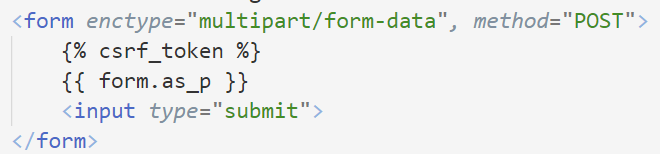 <form enctype="multipart/form-data", method="POST">
{% csrf_token %}
{{ form.as_p }}
<input type="submit">
</form>